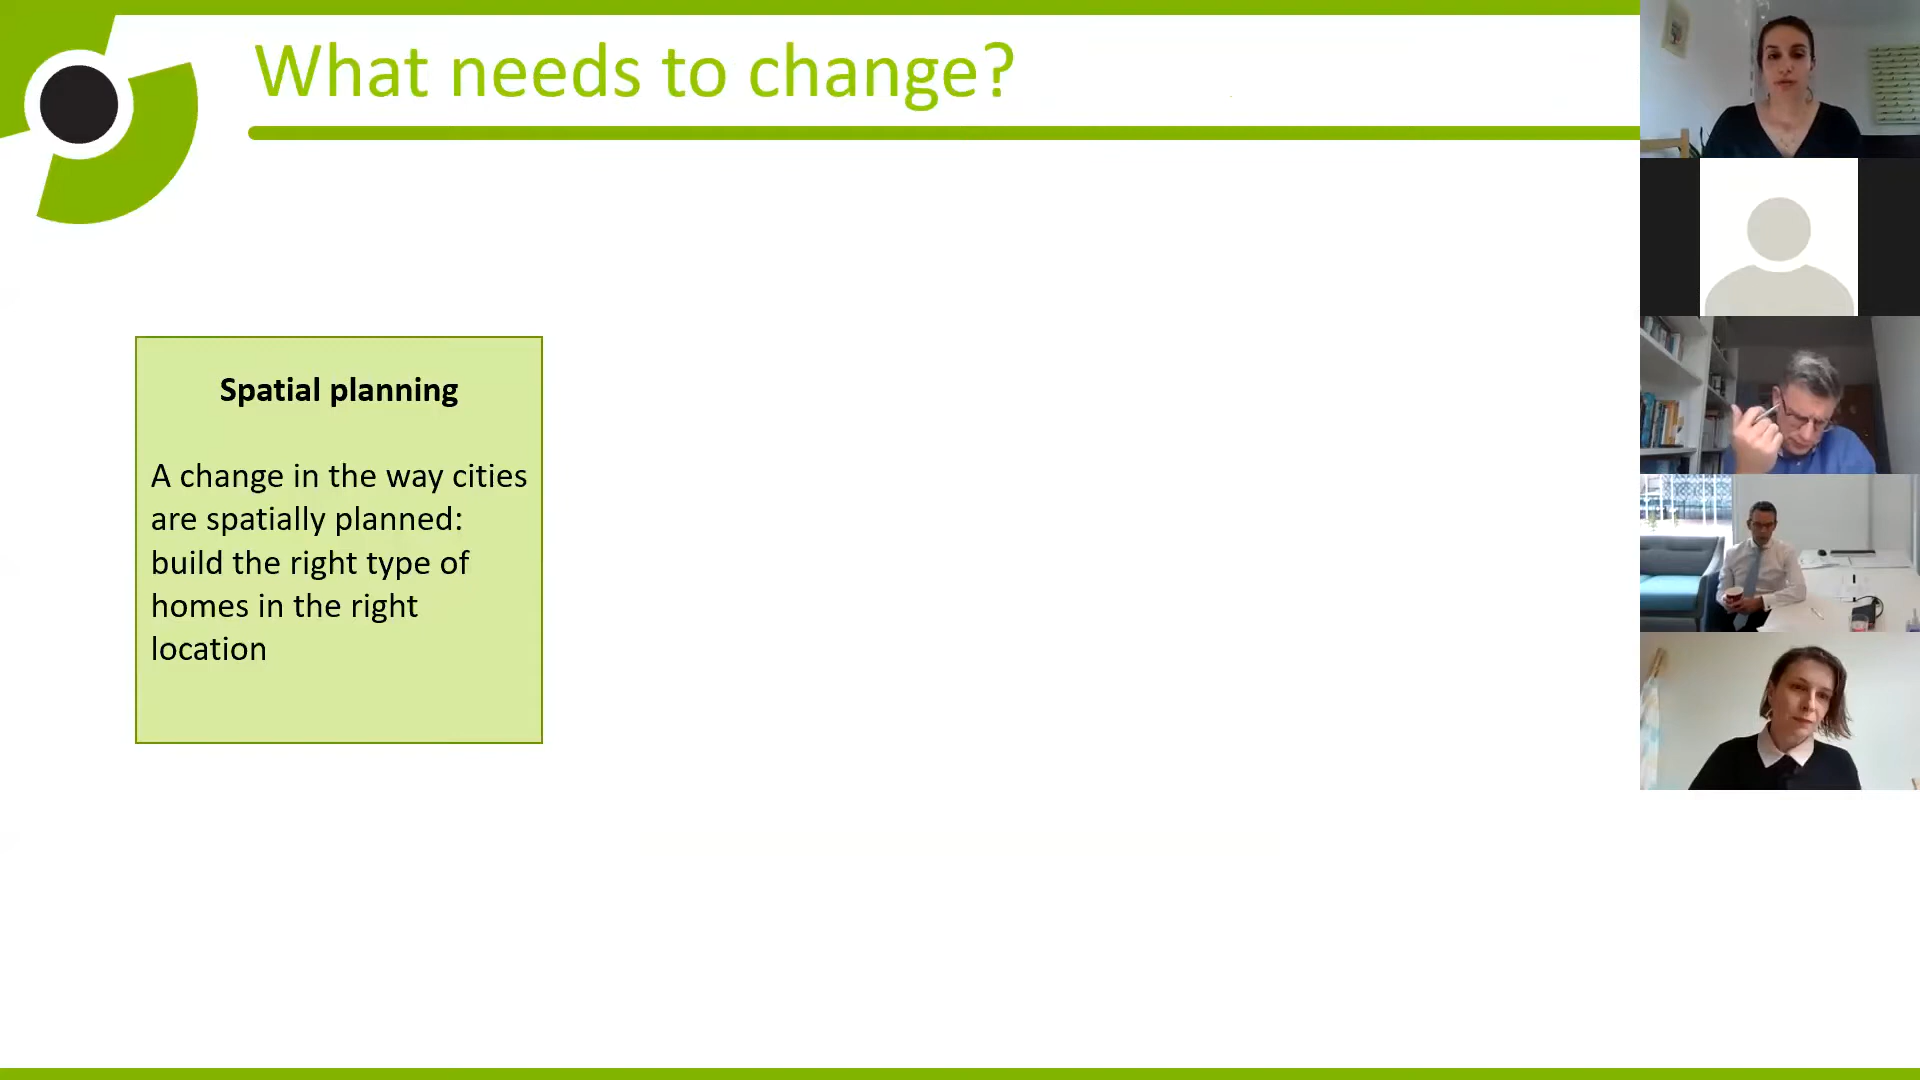 What needs to change?
Spatial planning
A change in the way cities
are spatially planned:
build the right type of
homes in the right
location